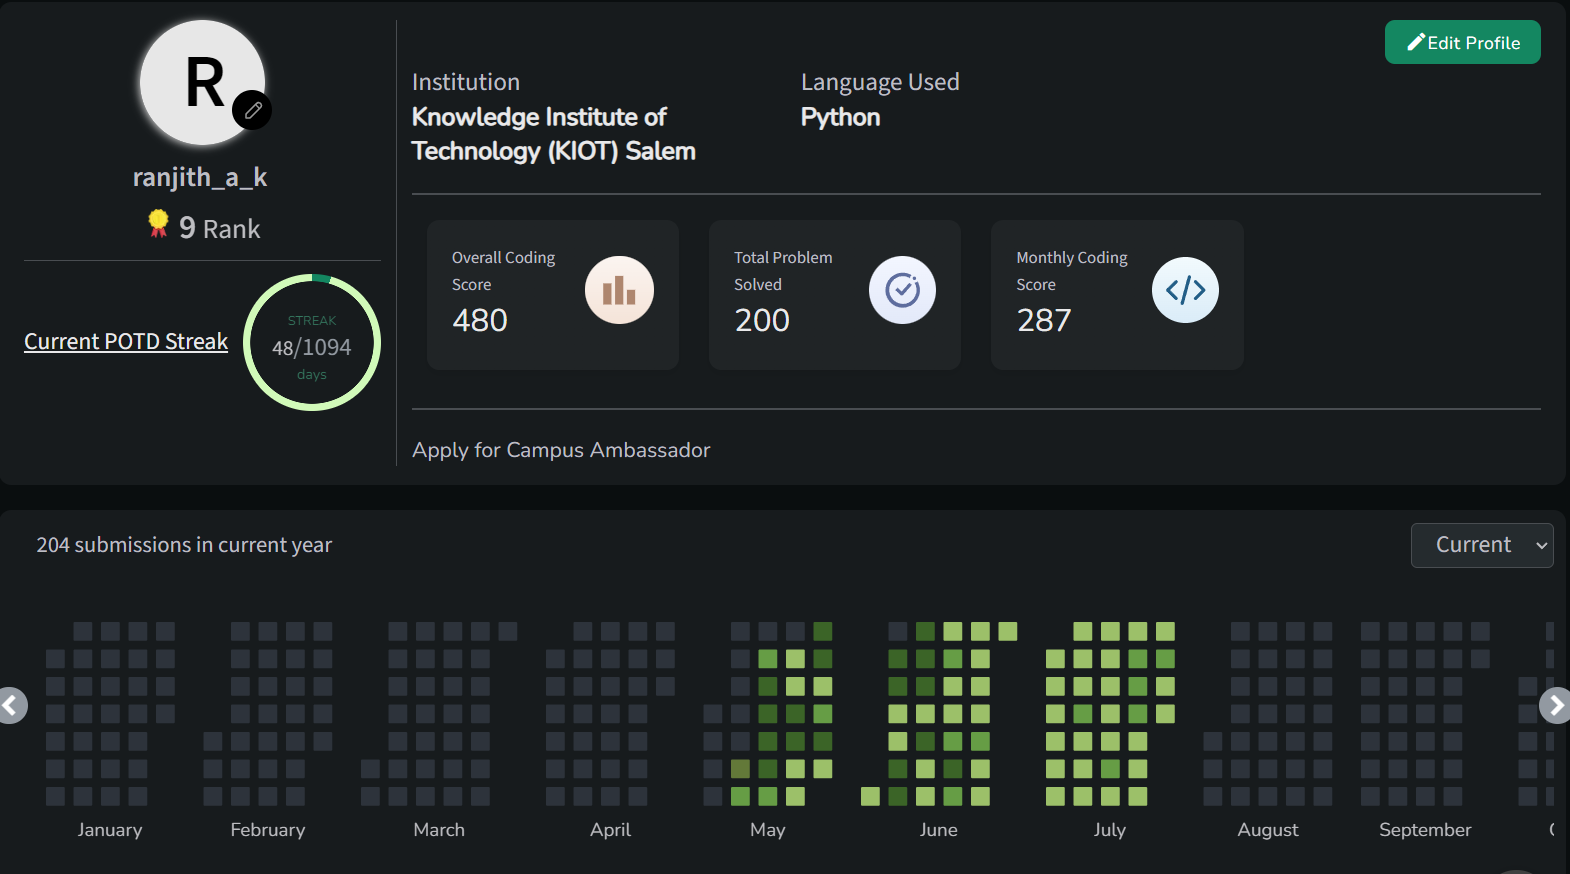 R
ranjith_a_k
9 Rank
Current POTD Streak
STREAK
48/1094
days
Edit Profile
Institution
Knowledge Institute of
Technology (KIOT) Salem
Language Used
Python
Overall Coding
Score
480
Total Problem
Solved
200
Monthly Coding
Score
287
Apply for Campus Ambassador
204 submissions in current year
Current
January
February
March
April
May
June
July
August
September